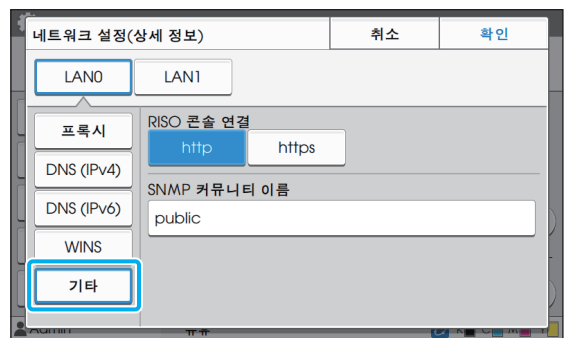 네트워크 설정(상세 정보)
취소
확인
LAN0
LAN1
프록시
DNS (IPv4)
DNS (IPv6)
WINS
기타
RISO 콘솔 연결
http
https
SNMP 커뮤니티 이름
public
Admin